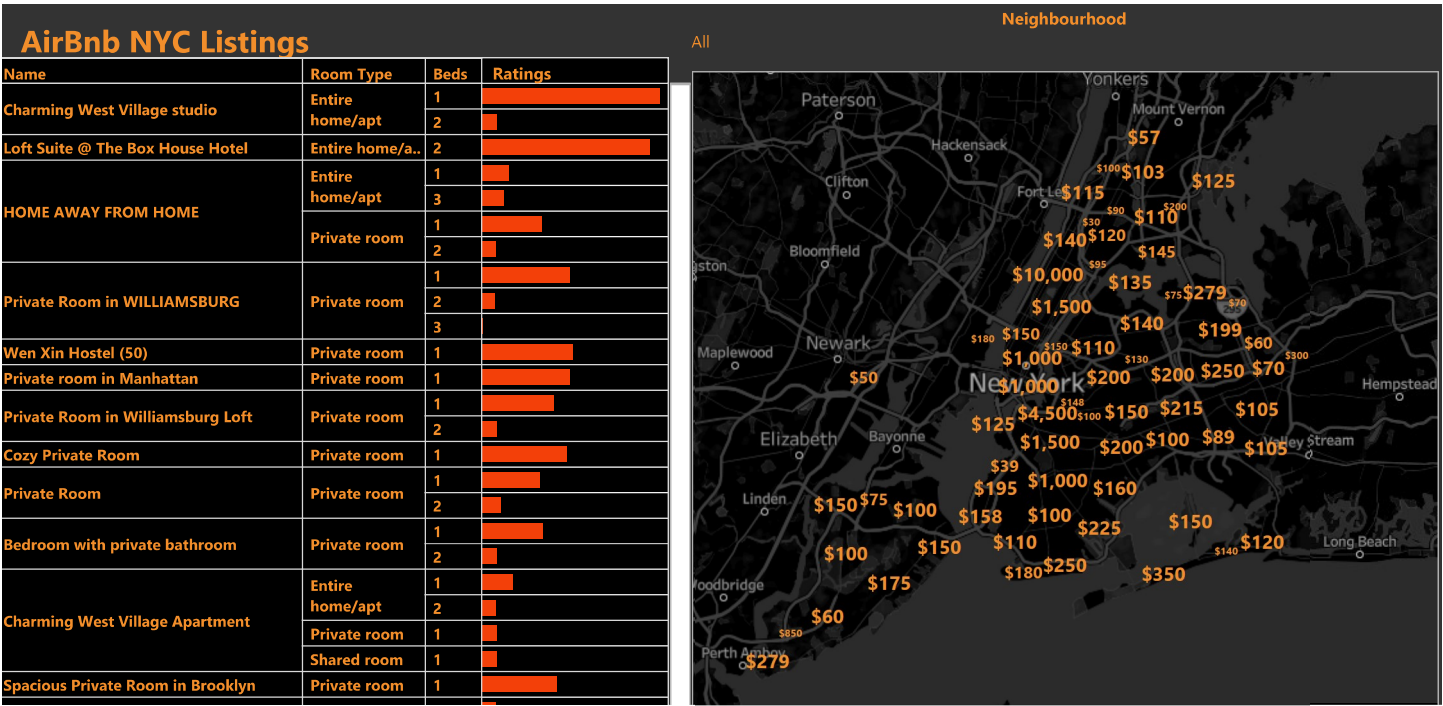 Neighbourhood
AirBnb NYC Listings
All
Name Room Type Beds Ratings
Charming West Village studio Entire home/apt 1
2
Loft Suite @ The Box House Hotel Entire home/a.. 2
HOME AWAY FROM HOME Entire home/apt 1
3
Private room 1
2
Private Room in WILLIAMSBURG Private room 1
2
3
Wen Xin Hostel (50) Private room 1
Private room in Manhattan Private room 1
Private Room in Williamsburg Loft Private room 1
2
Cozy Private Room Private room 1
Private Room Private room 1
2
Bedroom with private bathroom Private room 1
2
Charming West Village Apartment Entire home/apt 1
2
Private room 1
Shared room 1
Spacious Private Room in Brooklyn Private room 1
Yonkers
Paterson
Mount Vernon
$57
Hackensack
$100 $103
Clifton
Fort Le
$115
$125
$200
$90
$110
$30
$140 $120
Bloomfield
$145
gston
$95
$10,000
$135
$75 $279
$70
295
$1,500
$140
$199
$180 $150
Newark
$60
$150 $110
Maplewood
$1,000
$130
$300
$50
New York
$1,000
$200
$200
$250
$70
Hempstead
$148
$4,500 $100 $150
$215
$105
$125
Elizabeth
Bayonne
$1,500
$200
$100
$89
Valley Stream
$105
$39
$195
$1,000
$160
Linden
$150 $75
$100
$158
$100
$225
$150
$110
$150
$100
$140 $120
Long Beach
$180 $250
$350
$175
Woodbridge
$60
$850
Perth Amboy
$279